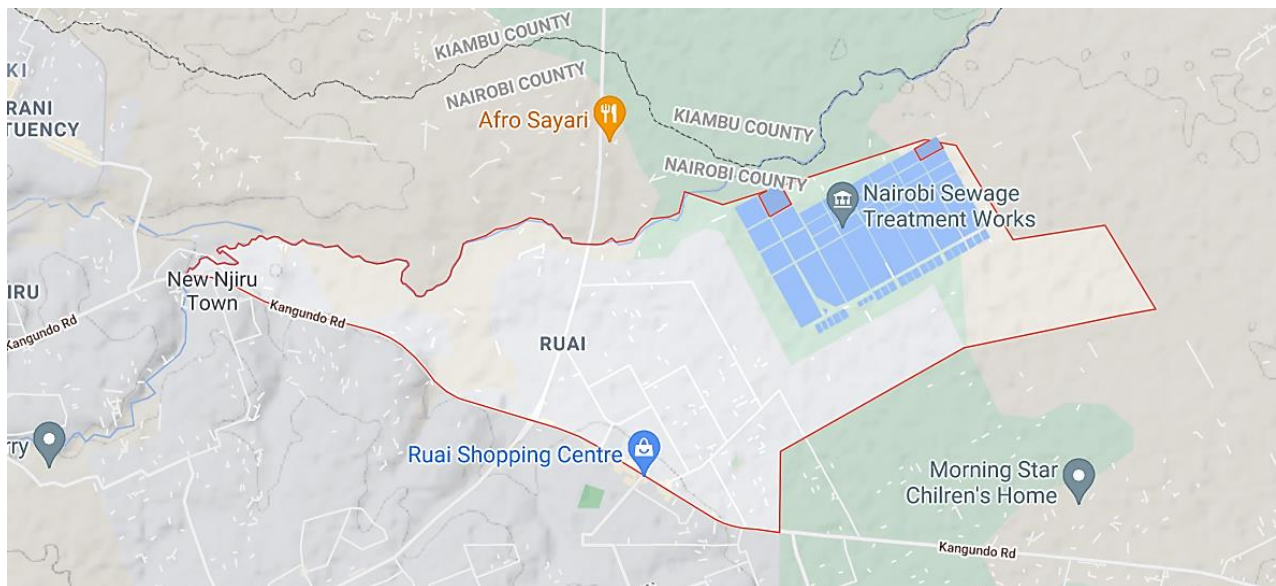 KIAMBU COUNTY
NAIROBI COUNTY
KI
RANI
TUENCY
Afro Sayari
KIAMBU COUNTY
NAIROBI COUNTY
Nairobi Sewage
Treatment Works
New Njiru
Town
IRU
Kangundo Rd
Kangundo Rd
RUAI
Ruai Shopping Centre
rry
Morning Star
Chilren's Home
Kangundo Rd